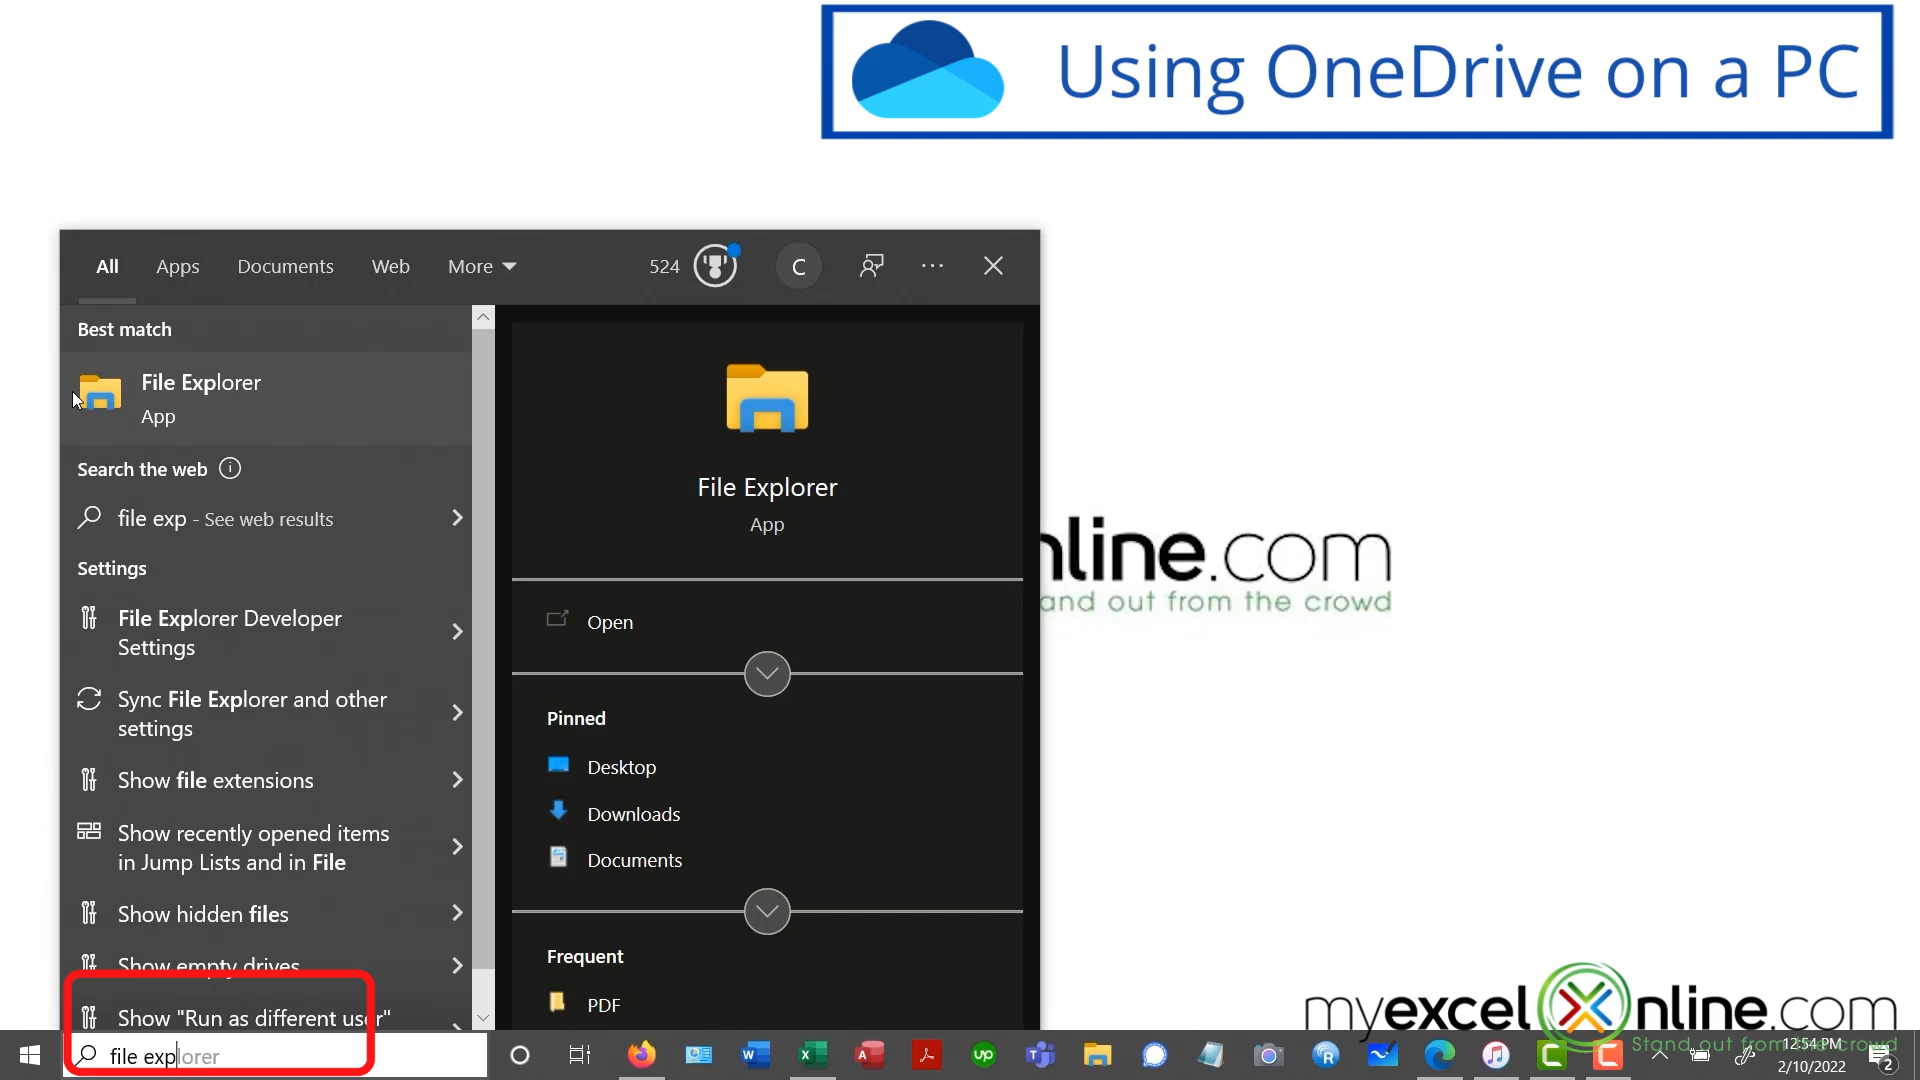 Using OneDrive on a PC
All Apps Documents Web More 524 C
Best match
File Explorer
App
Search the web
file exp - See web results
Settings
File Explorer Developer
Settings
Sync File Explorer and other
settings
Show file extensions
Show recently opened items
in Jump Lists and in File
Show hidden files
Show empty drives
Show "Run as different user"
file explorer
File Explorer
App
Open
Pinned
Desktop
Downloads
Documents
Frequent
PDF
nline.com
and out from the crowd
myexcel nline.com
Stand out from the crowd
12:54 PM
2/10/2022
2